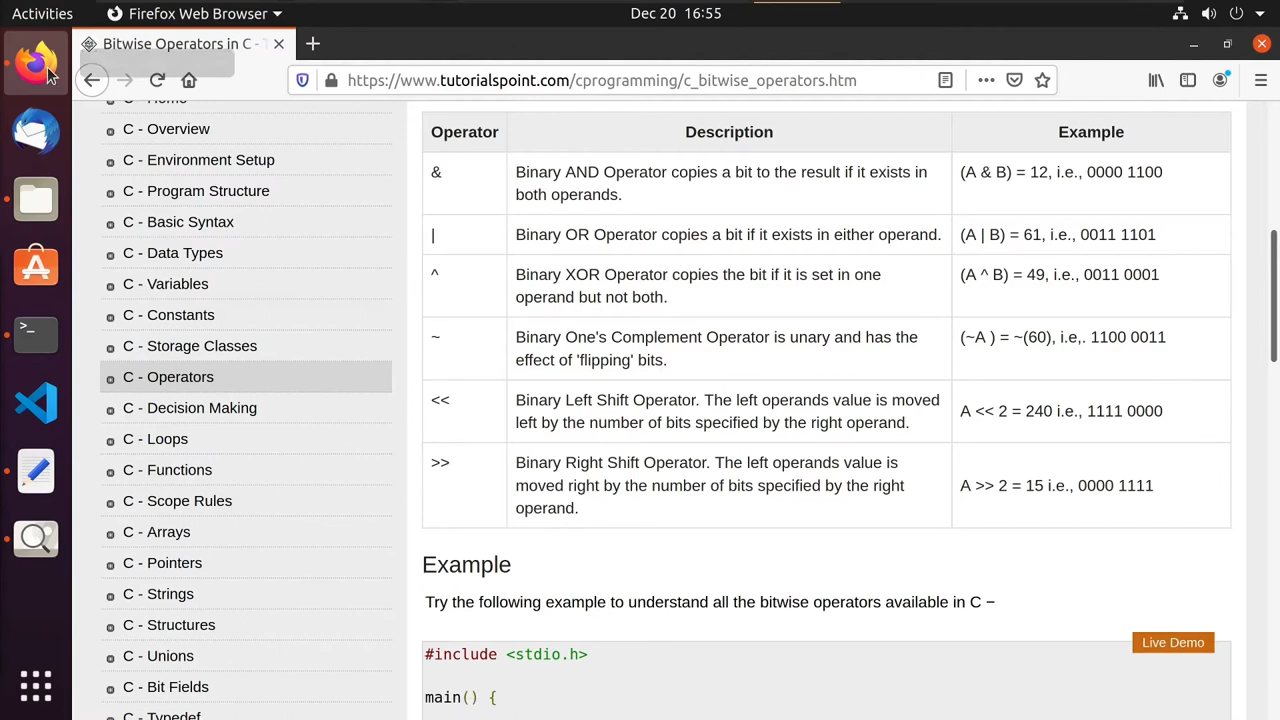 Activities
Firefox Web Browser
Dec 20 16:55
Bitwise Operators in C - T
https://www.tutorialspoint.com/cprogramming/c_bitwise_operators.htm
C - Home
C - Overview
C - Environment Setup
C - Program Structure
C - Basic Syntax
C - Data Types
C - Variables
C - Constants
C - Storage Classes
C - Operators
C - Decision Making
C - Loops
C - Functions
C - Scope Rules
C - Arrays
C - Pointers
C - Strings
C - Structures
C - Unions
C - Bit Fields
C - Typedef
Operator Description Example
& Binary AND Operator copies a bit to the result if it exists in (A & B) = 12, i.e., 0000 1100
both operands.
| Binary OR Operator copies a bit if it exists in either operand. (A | B) = 61, i.e., 0011 1101
^ Binary XOR Operator copies the bit if it is set in one (A ^ B) = 49, i.e., 0011 0001
operand but not both.
~ Binary One's Complement Operator is unary and has the (~A ) = ~(60), i.e,. 1100 0011
effect of 'flipping' bits.
<< Binary Left Shift Operator. The left operands value is moved
left by the number of bits specified by the right operand.
A << 2 = 240 i.e., 1111 0000
>> Binary Right Shift Operator. The left operands value is
moved right by the number of bits specified by the right
operand.
A >> 2 = 15 i.e., 0000 1111
Example
Try the following example to understand all the bitwise operators available in C −
Live Demo
#include <stdio.h>
main() {